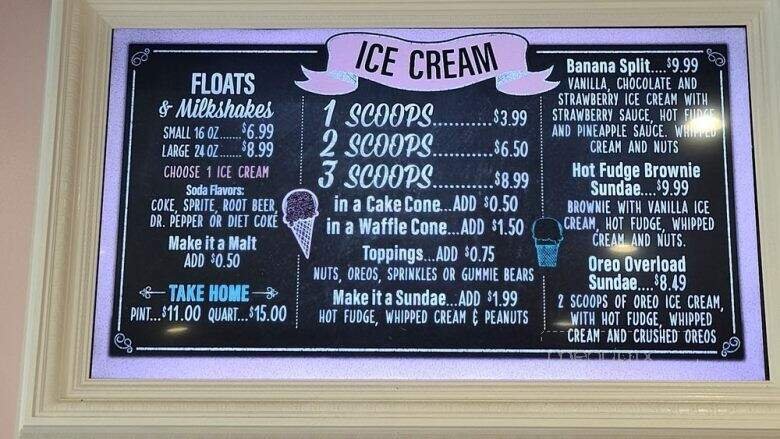 FLOATS
& Milkshakes
SMALL 16 OZ......$6.99
LARGE 24 OZ.....$8.99
CHOOSE 1 ICE CREAM
Soda Flavors:
COKE, SPRITE, ROOT BEER,
DR. PEPPER OR DIET COKE
Make it a Malt
ADD $0.50
TAKE HOME
PINT...$11.00 QUART...$15.00
ICE CREAM
1 SCOOPS...........$3.99
2 SCOOPS...........$6.50
3 SCOOPS...........$8.99
in a Cake Cone...ADD $0.50
in a Waffle Cone...ADD $1.50
Toppings...ADD $0.75
NUTS, OREOS, SPRINKLES OR GUMMIE BEARS
Make it a Sundae...ADD $1.99
HOT FUDGE, WHIPPED CREAM & PEANUTS
Banana Split....$9.99
VANILLA, CHOCOLATE AND
STRAWBERRY ICE CREAM WITH
STRAWBERRY SAUCE, HOT FUDGE
AND PINEAPPLE SAUCE. WHIPPED
CREAM AND NUTS
Hot Fudge Brownie
Sundae....$9.99
BROWNIE WITH VANILLA ICE
CREAM, HOT FUDGE, WHIPPED
CREAM AND NUTS.
Oreo Overload
Sundae....$8.49
2 SCOOPS OF OREO ICE CREAM,
WITH HOT FUDGE, WHIPPED
CREAM AND CRUSHED OREOS